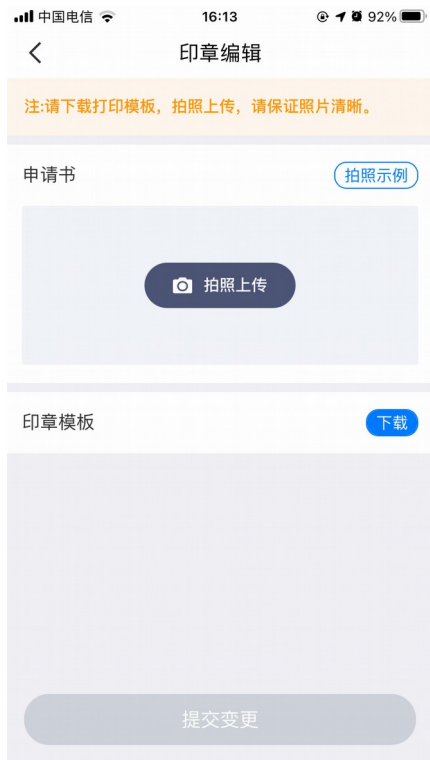 中国电信 16:13 92%
印章编辑
注:请下载打印模板，拍照上传，请保证照片清晰。
申请书 拍照示例
拍照上传
印章模板 下载
提交变更